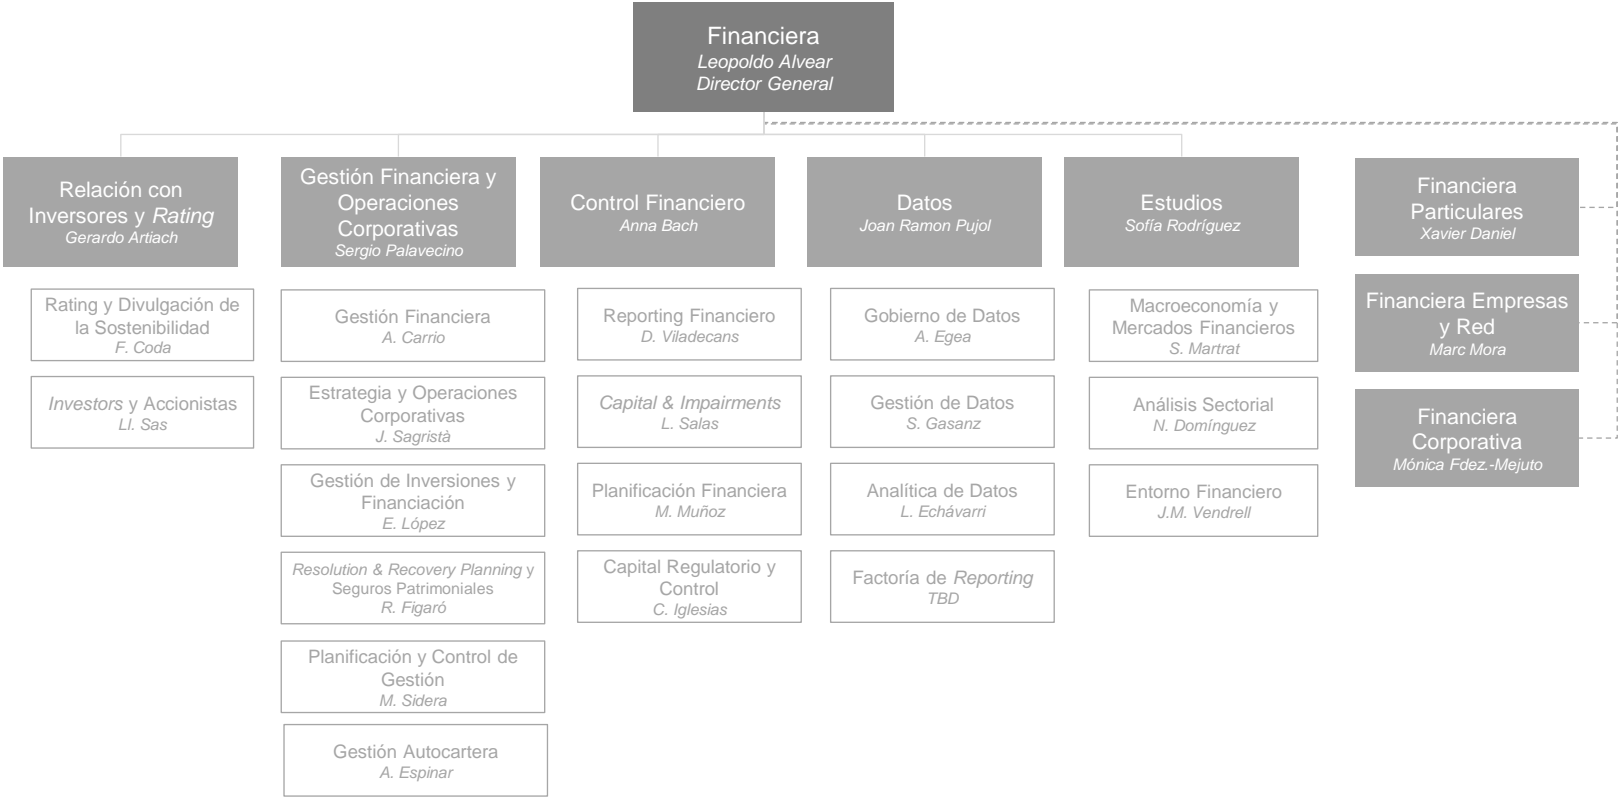 Financiera
Leopoldo Alvear
Director General
Relación con
Inversores y Rating
Gerardo Artiach
Gestión Financiera y
Operaciones
Corporativas
Sergio Palavecino
Control Financiero
Anna Bach
Datos
Joan Ramon Pujol
Estudios
Sofía Rodríguez
Financiera
Particulares
Xavier Daniel
Financiera Empresas
y Red
Marc Mora
Financiera
Corporativa
Mónica Fdez.-Mejuto
Rating y Divulgación de
la Sostenibilidad
F. Coda
Investors y Accionistas
Ll. Sas
Gestión Financiera
A. Carrio
Estrategia y Operaciones
Corporativas
J. Sagristà
Gestión de Inversiones y
Financiación
E. López
Resolution & Recovery Planning y
Seguros Patrimoniales
R. Figaró
Planificación y Control de
Gestión
M. Sidera
Gestión Autocartera
A. Espinar
Reporting Financiero
D. Viladecans
Capital & Impairments
L. Salas
Planificación Financiera
M. Muñoz
Capital Regulatorio y
Control
C. Iglesias
Gobierno de Datos
A. Egea
Gestión de Datos
S. Gasanz
Analítica de Datos
L. Echávarri
Factoría de Reporting
TBD
Macroeconomía y
Mercados Financieros
S. Martrat
Análisis Sectorial
N. Domínguez
Entorno Financiero
J.M. Vendrell